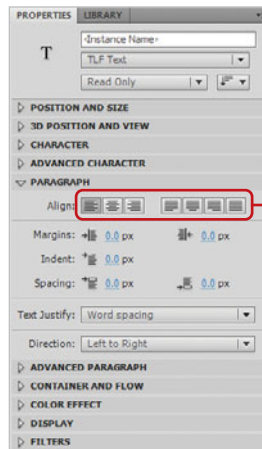 PROPERTIES LIBRARY
<Instance Name>
T TLF Text
Read Only
POSITION AND SIZE
3D POSITION AND VIEW
CHARACTER
ADVANCED CHARACTER
PARAGRAPH
Align:
Margins: 0.0 px 0.0 px
Indent: 0.0 px
Spacing: 0.0 px 0.0 px
Text Justify: Word spacing
Direction: Left to Right
ADVANCED PARAGRAPH
CONTAINER AND FLOW
COLOR EFFECT
DISPLAY
FILTERS